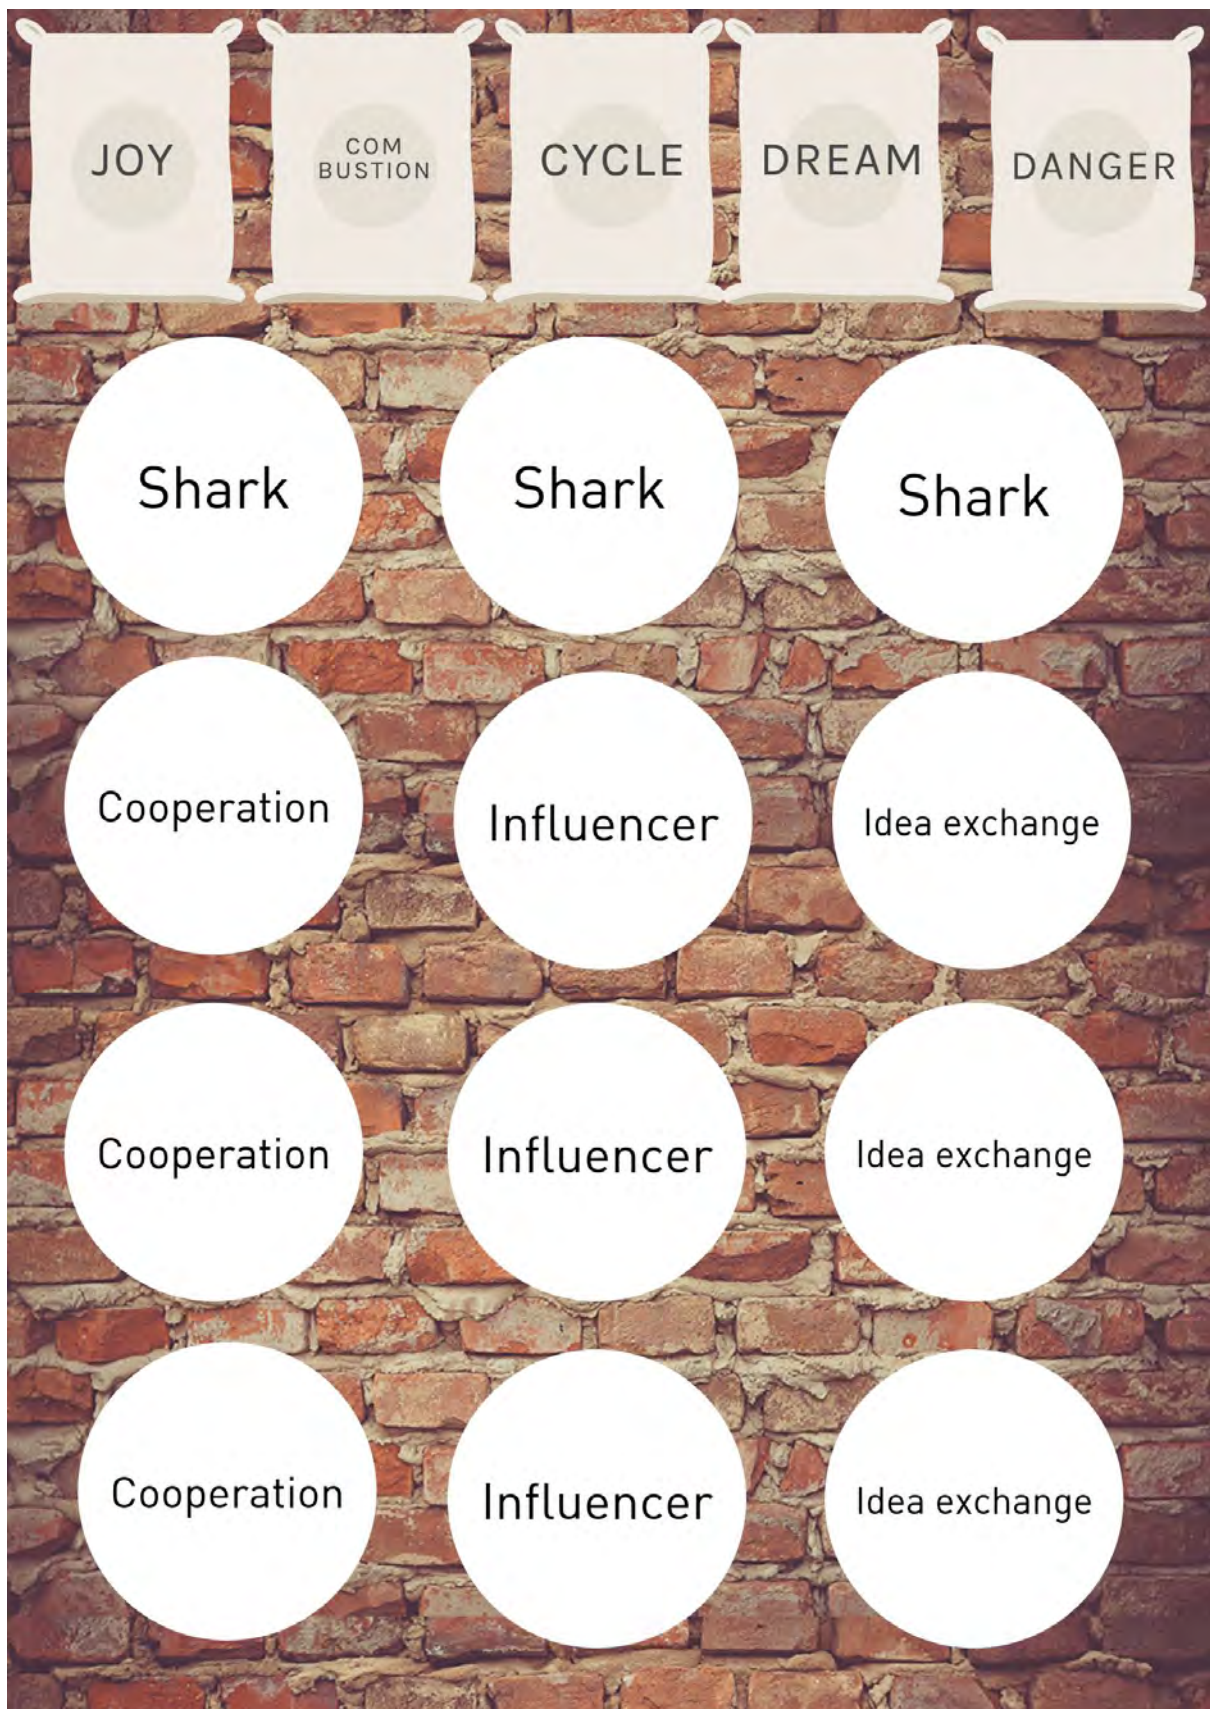 JOY
COM
BUSTION
CYCLE
DREAM
DANGER
Shark
Shark
Shark
Cooperation
Influencer
Idea exchange
Cooperation
Influencer
Idea exchange
Cooperation
Influencer
Idea exchange